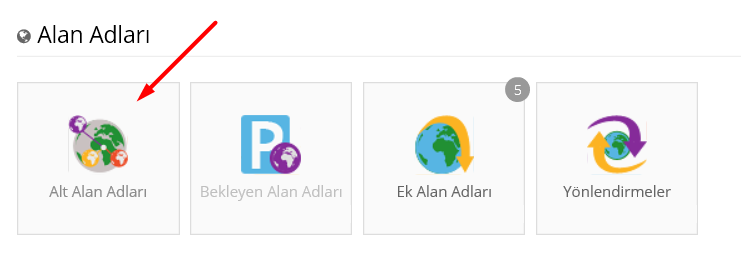 Alan Adları
5
Alt Alan Adları
P
Bekleyen Alan Adları
Ek Alan Adları
Yönlendirmeler